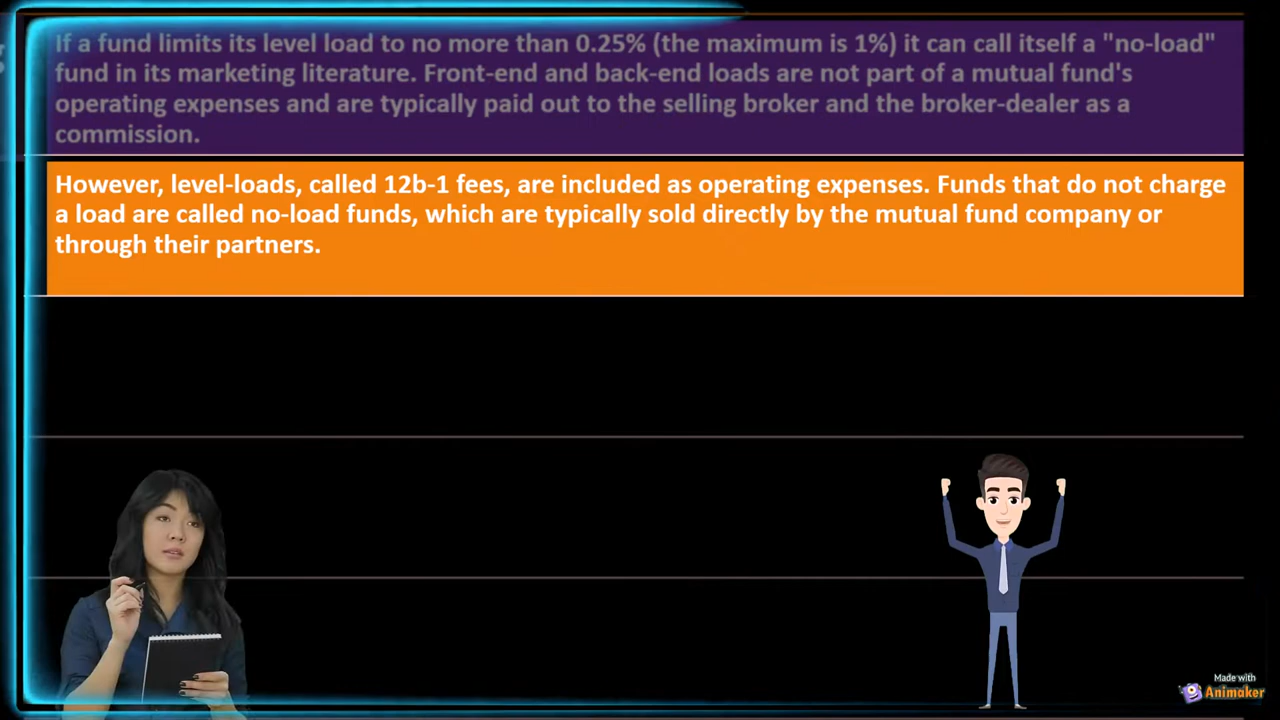 If a fund limits its level load to no more than 0.25% (the maximum is 1%) it can call itself a "no-load"
fund in its marketing literature. Front-end and back-end loads are not part of a mutual fund's
operating expenses and are typically paid out to the selling broker and the broker-dealer as a
commission.
However, level-loads, called 12b-1 fees, are included as operating expenses. Funds that do not charge
a load are called no-load funds, which are typically sold directly by the mutual fund company or
through their partners.
Made with
Animaker